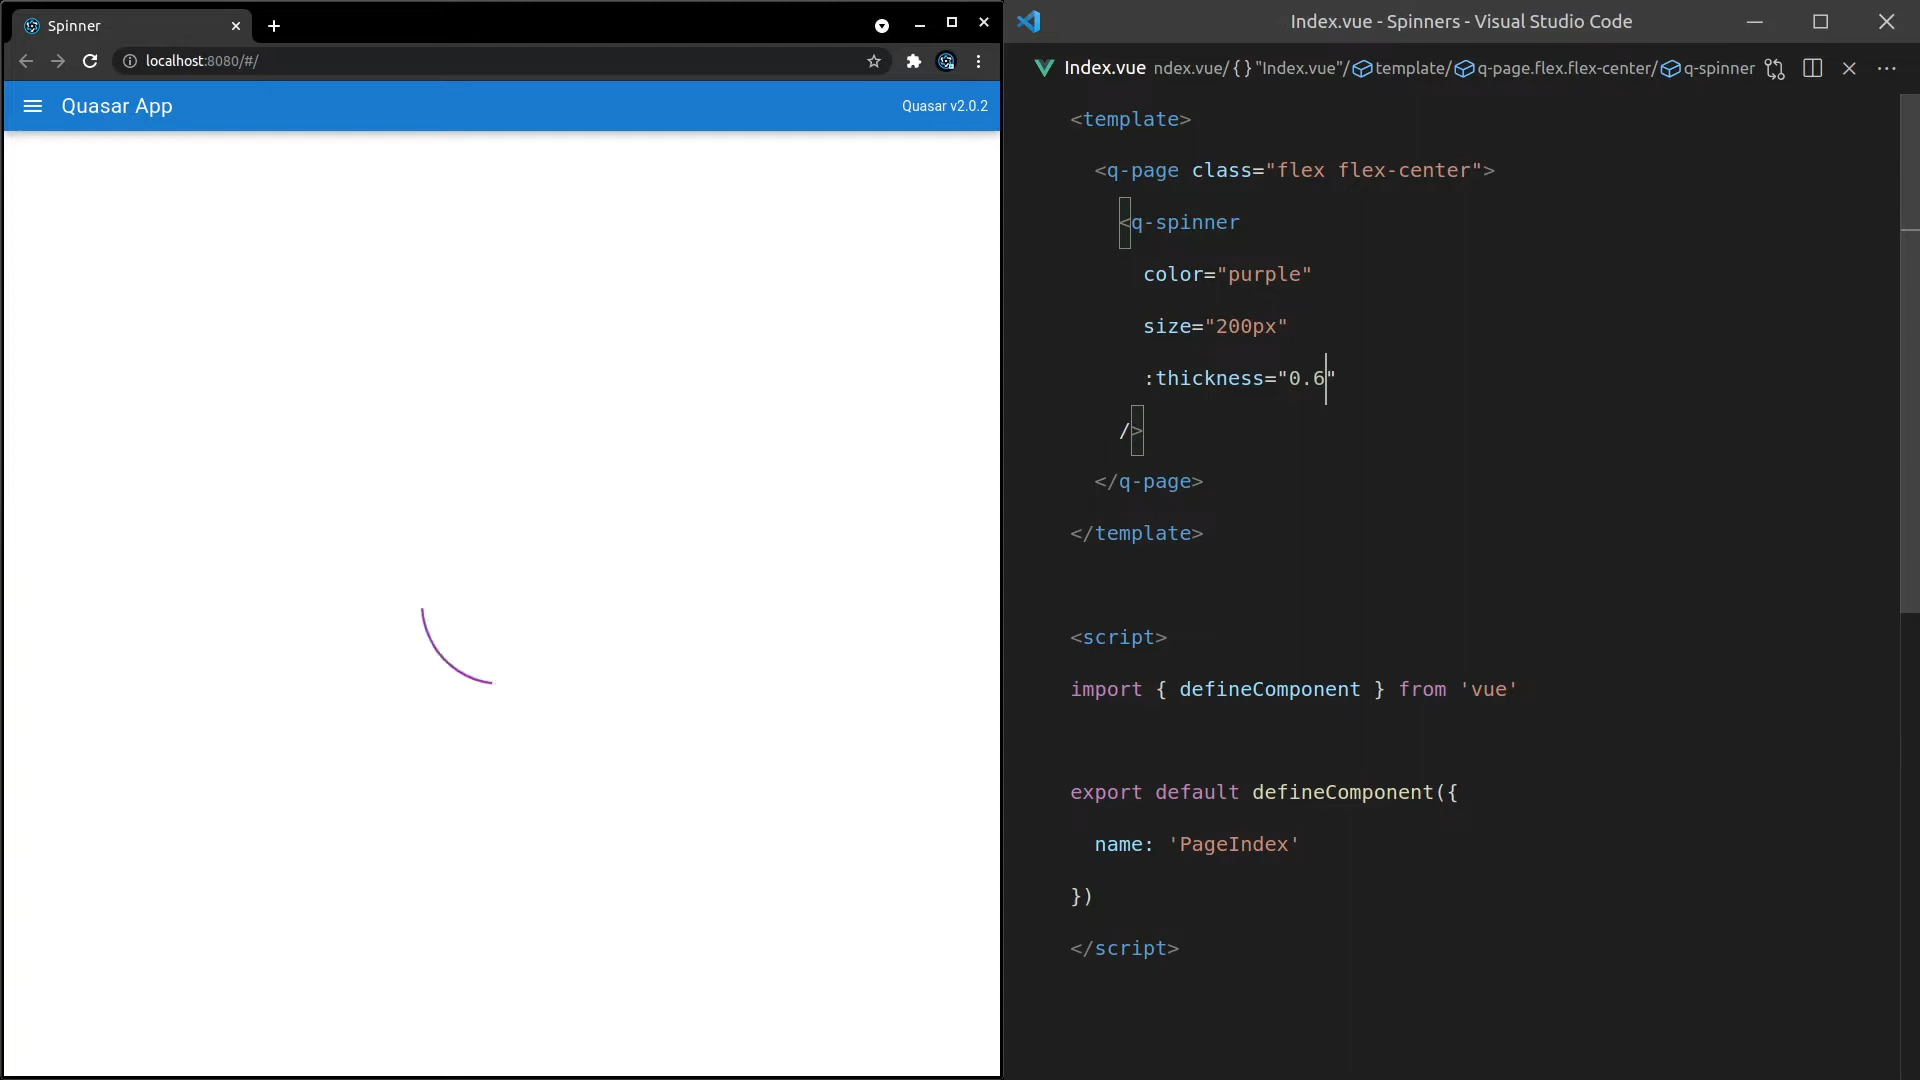 Spinner
localhost:8080/#/
Quasar App
Quasar v2.0.2
Index.vue - Spinners - Visual Studio Code
Index.vue ndex.vue/{}"Index.vue"/template/q-page.flex.flex-center/q-spinner
<template>
<q-page class="flex flex-center">
<q-spinner
color="purple"
size="200px"
:thickness="0.6"
/>
</q-page>
</template>
<script>
import { defineComponent } from 'vue'
export default defineComponent({
name: 'PageIndex'
})
</script>